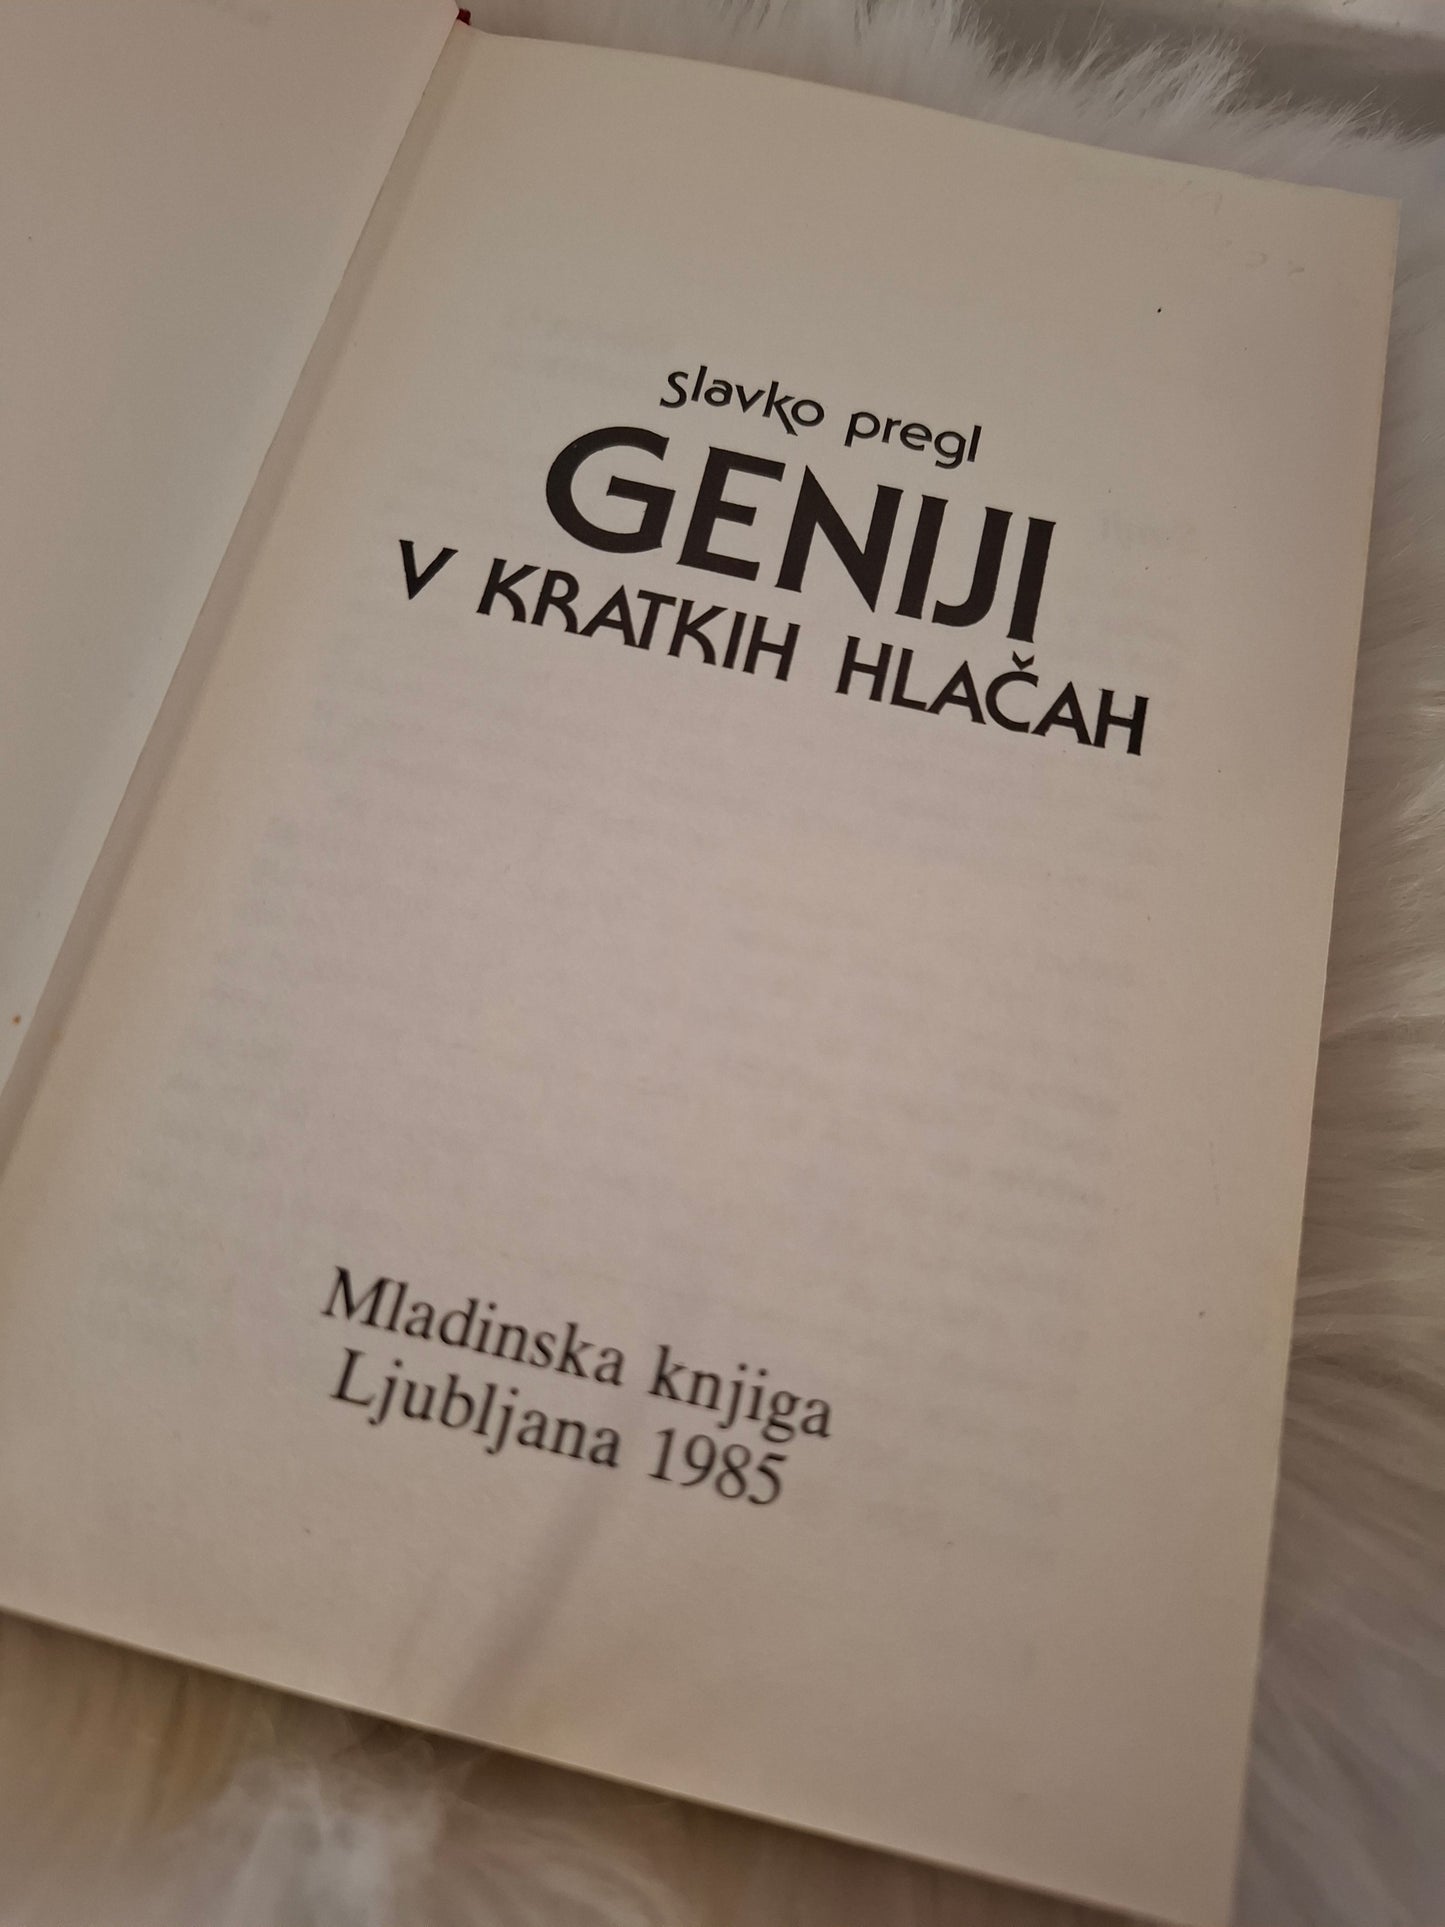 slavko pregl
GENIJI
V KRATKIH HLAČAH
Mladinska knjiga
Ljubljana 1985